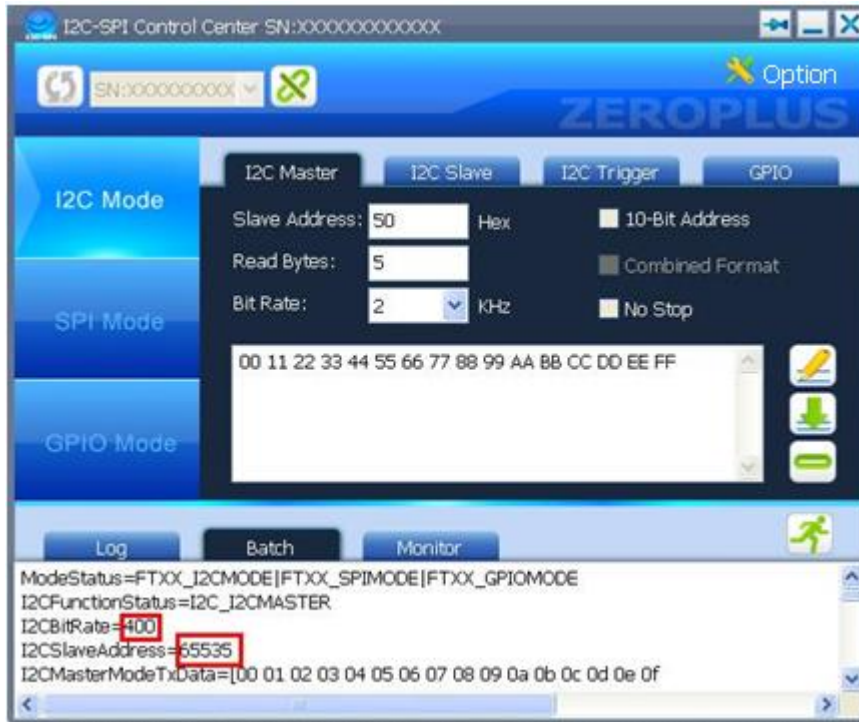 I2C-SPI Control Center SN:XXXXXXXXXXXXX
SN:XXXXXXXXXX
Option
ZEROPLUS
I2C Master I2C Slave I2C Trigger GPIO
I2C Mode
Slave Address: 50 Hex 10-Bit Address
Read Bytes: 5 Combined Format
Bit Rate: 2 KHz No Stop
SPI Mode
00 11 22 33 44 55 66 77 88 99 AA BB CC DD EE FF
GPIO Mode
Log Batch Monitor
ModeStatus=FTXX_I2CMODE|FTXX_SPIMODE|FTXX_GPIOMODE
I2CFunctionStatus=I2C_I2CMASTER
I2CBitRate=400
I2CSlaveAddress=65535
I2CMasterModeTxData=[00 01 02 03 04 05 06 07 08 09 0a 0b 0c 0d 0e 0f